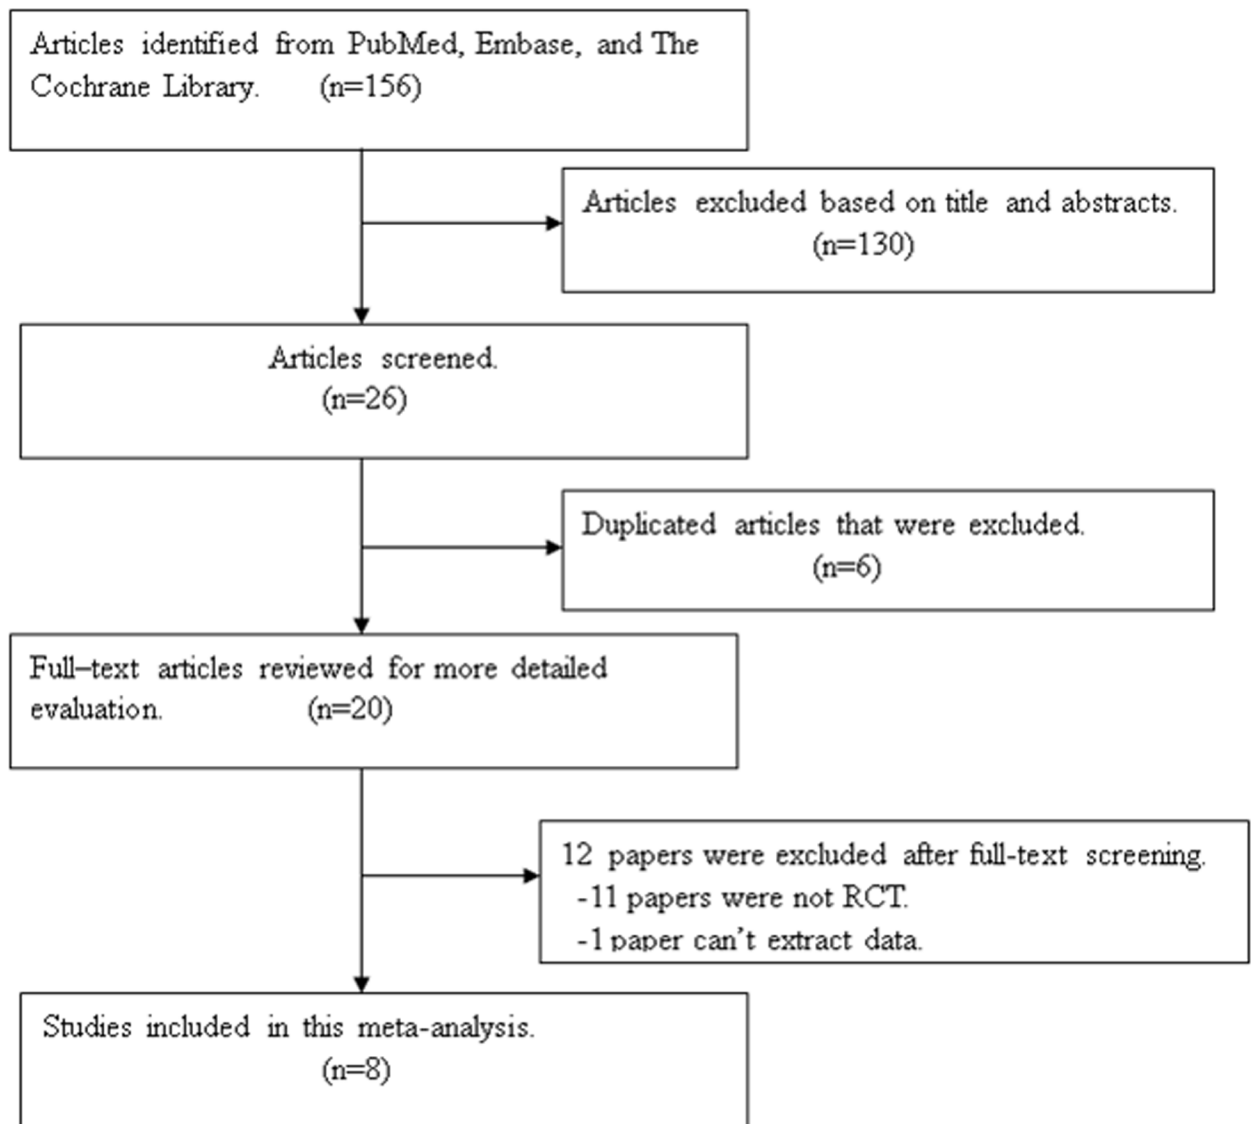 Articles identified from PubMed, Embase, and The
Cochrane Library. (n=156)
Articles excluded based on title and abstracts.
(n=130)
Articles screened.
(n=26)
Duplicated articles that were excluded.
(n=6)
Full-text articles reviewed for more detailed
evaluation. (n=20)
12 papers were excluded after full-text screening.
-11 papers were not RCT.
-1 paper can't extract data.
Studies included in this meta-analysis.
(n=8)